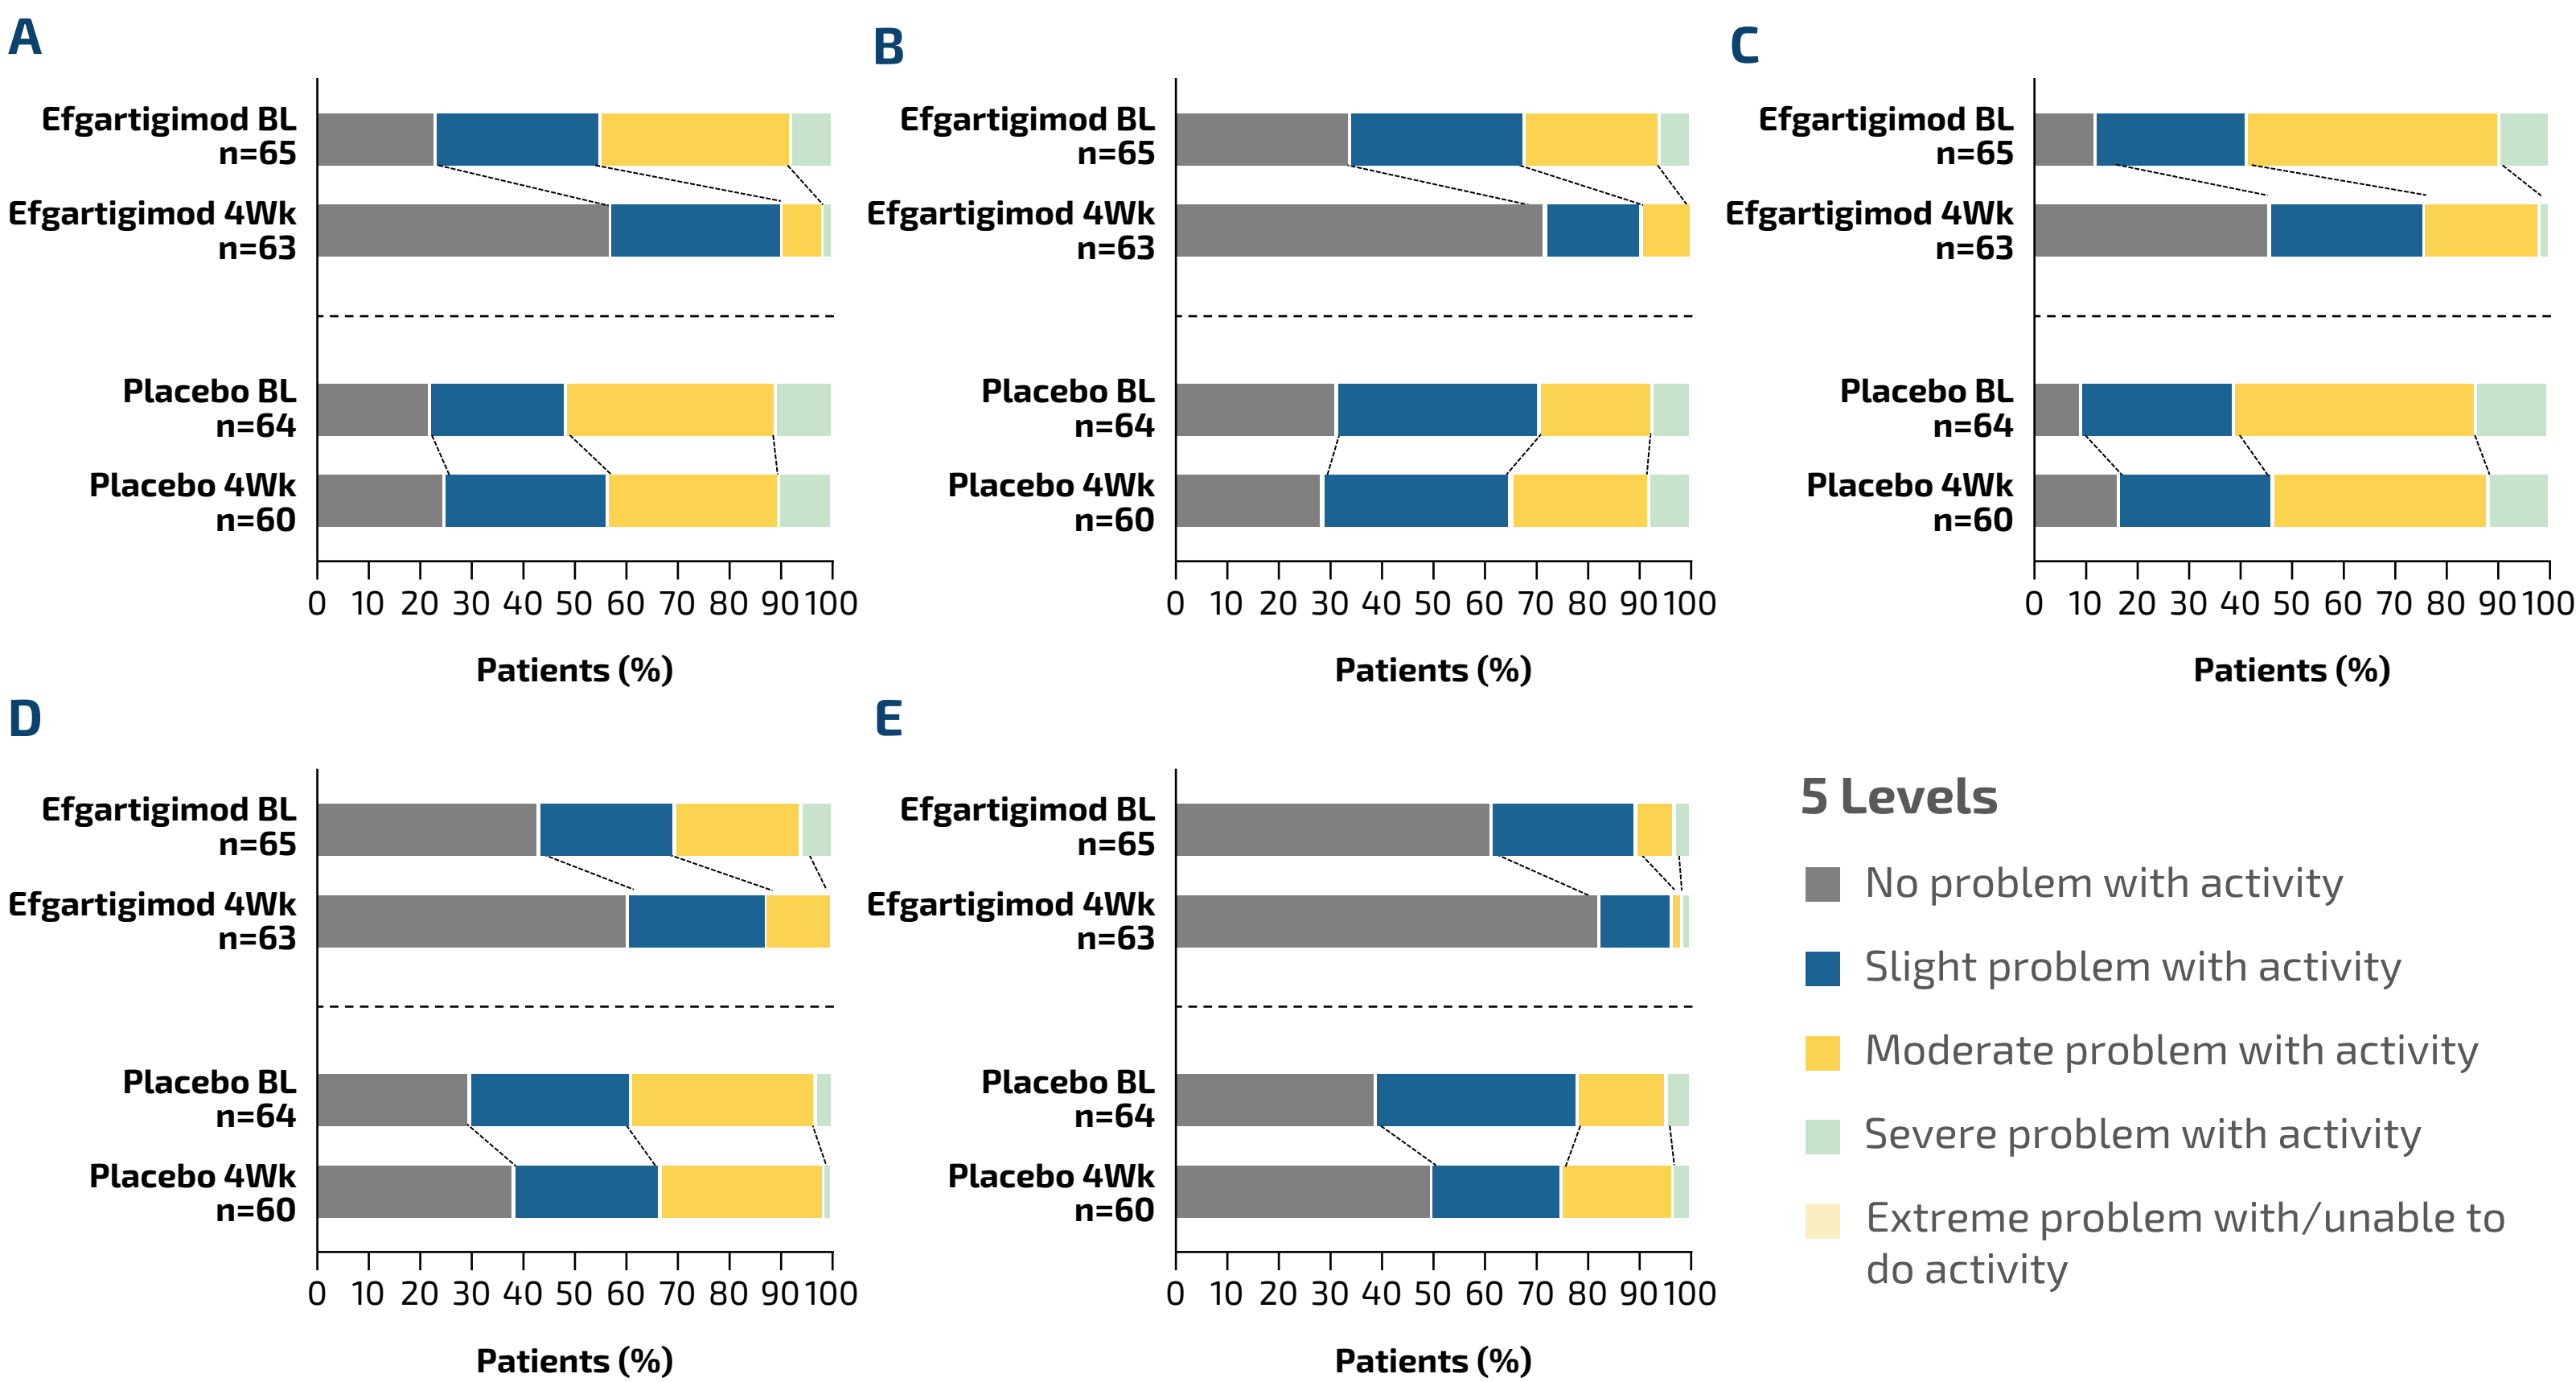 A
Efgartigimod BL
n=65
Efgartigimod 4Wk
n=63
Placebo BL
n=64
Placebo 4Wk
n=60
0 10 20 30 40 50 60 70 80 90 100
Patients (%)
B
Efgartigimod BL
n=65
Efgartigimod 4Wk
n=63
Placebo BL
n=64
Placebo 4Wk
n=60
0 10 20 30 40 50 60 70 80 90 100
Patients (%)
C
Efgartigimod BL
n=65
Efgartigimod 4Wk
n=63
Placebo BL
n=64
Placebo 4Wk
n=60
0 10 20 30 40 50 60 70 80 90 100
Patients (%)
D
Efgartigimod BL
n=65
Efgartigimod 4Wk
n=63
Placebo BL
n=64
Placebo 4Wk
n=60
0 10 20 30 40 50 60 70 80 90 100
Patients (%)
E
Efgartigimod BL
n=65
Efgartigimod 4Wk
n=63
Placebo BL
n=64
Placebo 4Wk
n=60
0 10 20 30 40 50 60 70 80 90 100
Patients (%)
5 Levels
No problem with activity
Slight problem with activity
Moderate problem with activity
Severe problem with activity
Extreme problem with/unable to
do activity